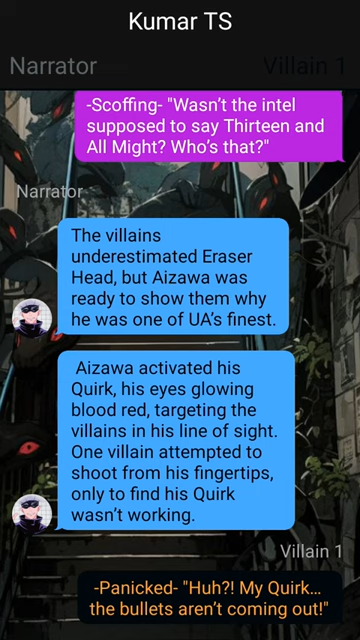 Kumar TS
Narrator Villain 1
-Scoffing- "Wasn't the intel
supposed to say Thirteen and
All Might? Who's that?"
Narrator
The villains
underestimated Eraser
Head, but Aizawa was
ready to show them why
he was one of UA's finest.
Aizawa activated his
Quirk, his eyes glowing
blood red, targeting the
villains in his line of sight.
One villain attempted to
shoot from his fingertips,
only to find his Quirk
wasn't working.
Villain 1
-Panicked- "Huh?! My Quirk...
the bullets aren't coming out!"